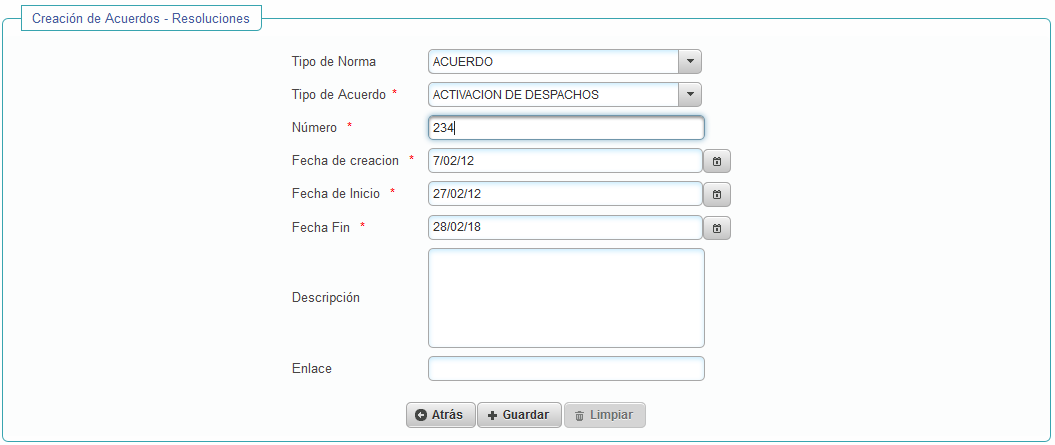 Creación de Acuerdos - Resoluciones
Tipo de Norma ACUERDO
Tipo de Acuerdo * ACTIVACION DE DESPACHOS
Número * 234
Fecha de creacion * 7/02/12
Fecha de Inicio * 27/02/12
Fecha Fin * 28/02/18
Descripción
Enlace
Atrás Guardar Limpiar